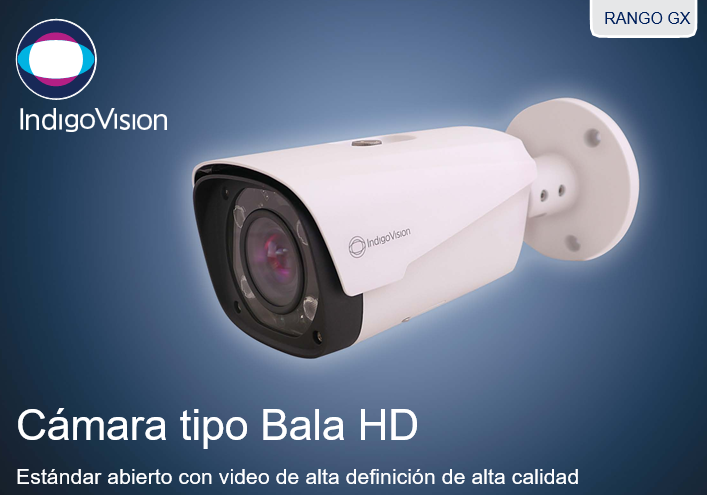 RANGO GX
IndigoVision
IndigoVision
Cámara tipo Bala HD
Estándar abierto con video de alta definición de alta calidad